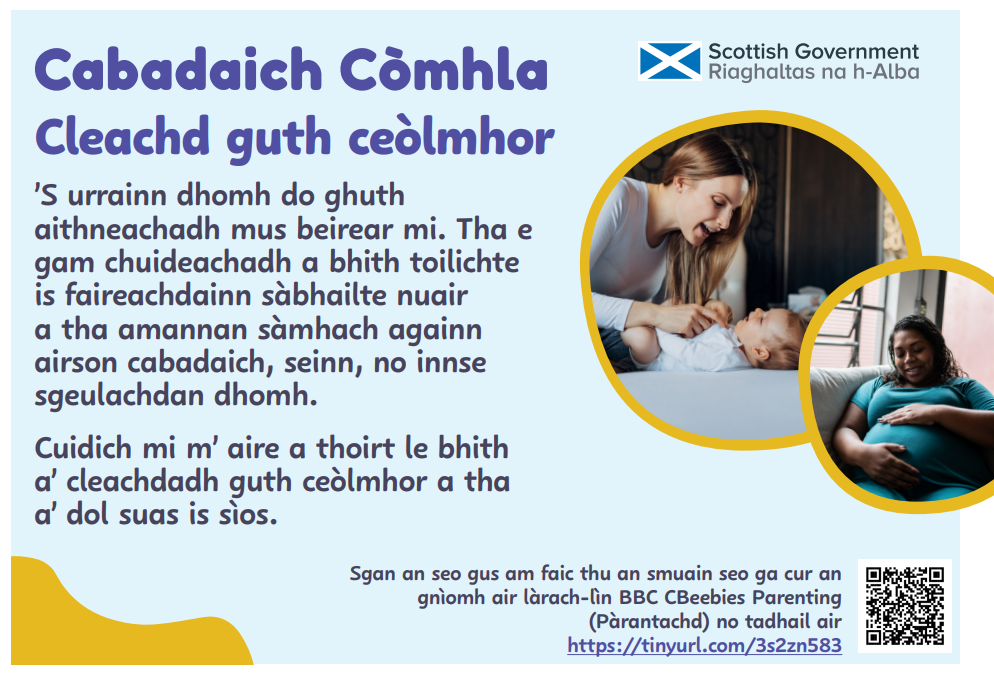 Cabadaich Còmhla
Cleachd guth ceòlmhor
Scottish Government
Riaghaltas na h-Alba
’S urrainn dhomh do ghuth
aithneachadh mus beirear mi. Tha e
gam chuideachadh a bhith toilichte
is faireachdainn sàbhailte nuair
a tha amannan sàmhach againn
airson cabadaich, seinn, no innse
sgeulachdan dhomh.
Cuidich mi m’ aire a thoirt le bhith
a’ cleachdadh guth ceòlmhor a tha
a’ dol suas is sìos.
Sgan an seo gus am faic thu an smuain seo ga cur an
gnìomh air làrach-lìn BBC CBeebies Parenting
(Pàrantachd) no tadhail air
https://tinyurl.com/3s2zn583